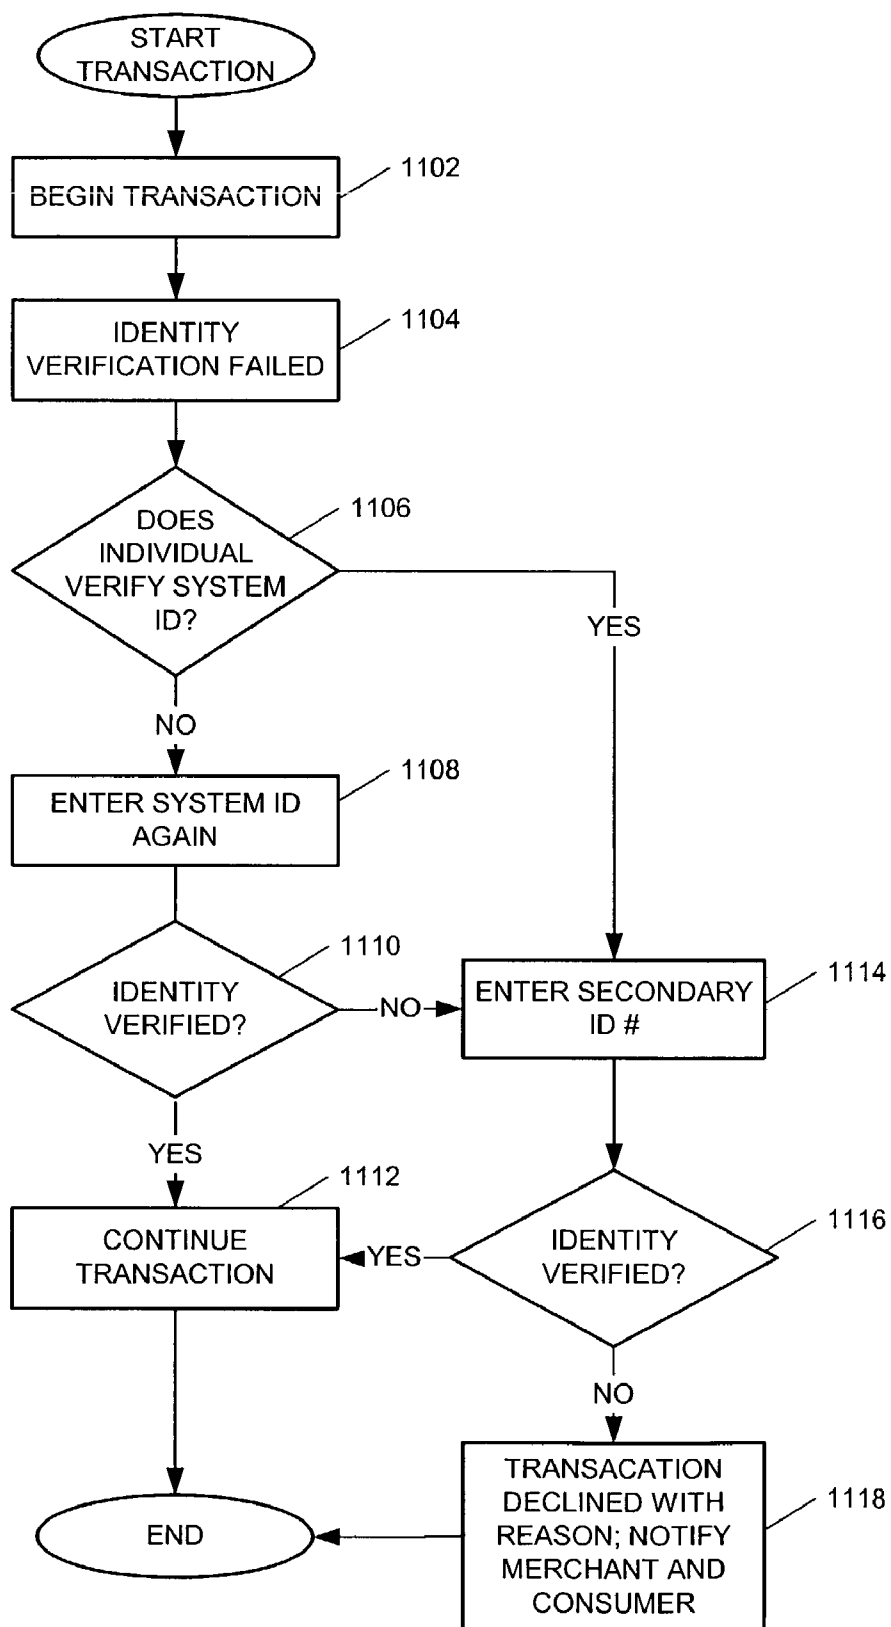 START
TRANSACTION
BEGIN TRANSACTION
1102
IDENTITY
VERIFICATION FAILED
1104
DOES
INDIVIDUAL
VERIFY SYSTEM
ID?
1106
YES
NO
ENTER SYSTEM ID
AGAIN
1108
IDENTITY
VERIFIED?
1110
NO
ENTER SECONDARY
ID #
1114
YES
CONTINUE
TRANSACTION
1112
YES
IDENTITY
VERIFIED?
1116
NO
TRANSACATION
DECLINED WITH
REASON; NOTIFY
MERCHANT AND
CONSUMER
1118
END